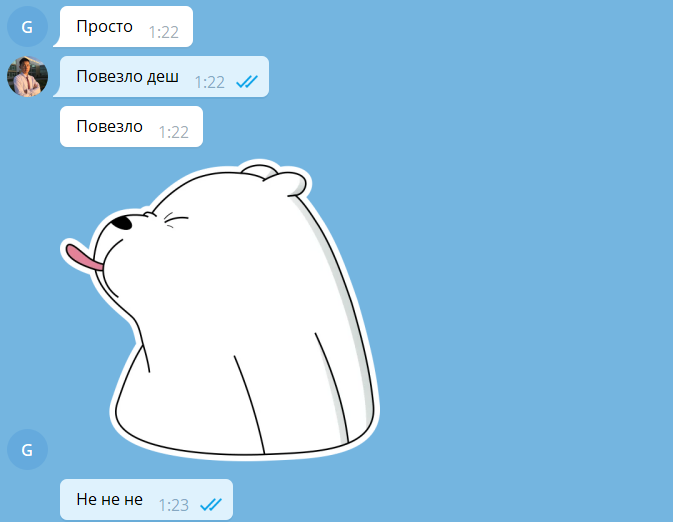 G Просто 1:22
Повезло деш 1:22
Повезло 1:22
G
Не не не 1:23